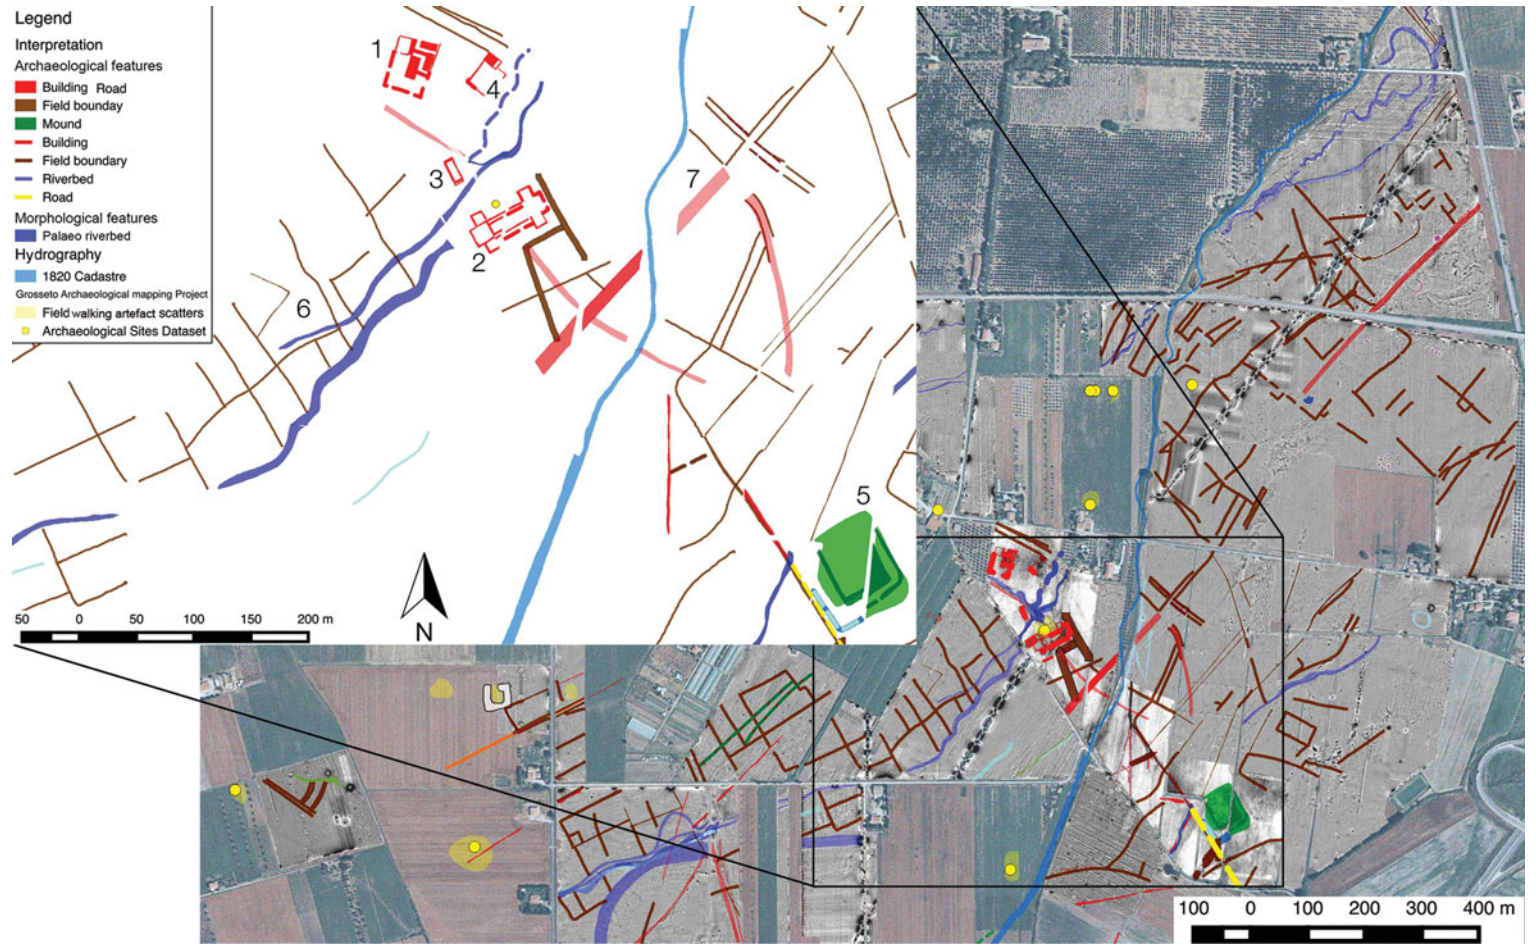 Legend
Interpretation
Archaeological features
Building Road
Field bounday
Mound
Building
Field boundary
Riverbed
Road
Morphological features
Palaeo riverbed
Hydrography
1820 Cadastre
Grosseto Archaeological mapping Project
Field walking artefact scatters
Archaeological Sites Dataset
1
4
3
2
7
6
5
N
50 0 50 100 150 200 m
100 0 100 200 300 400 m